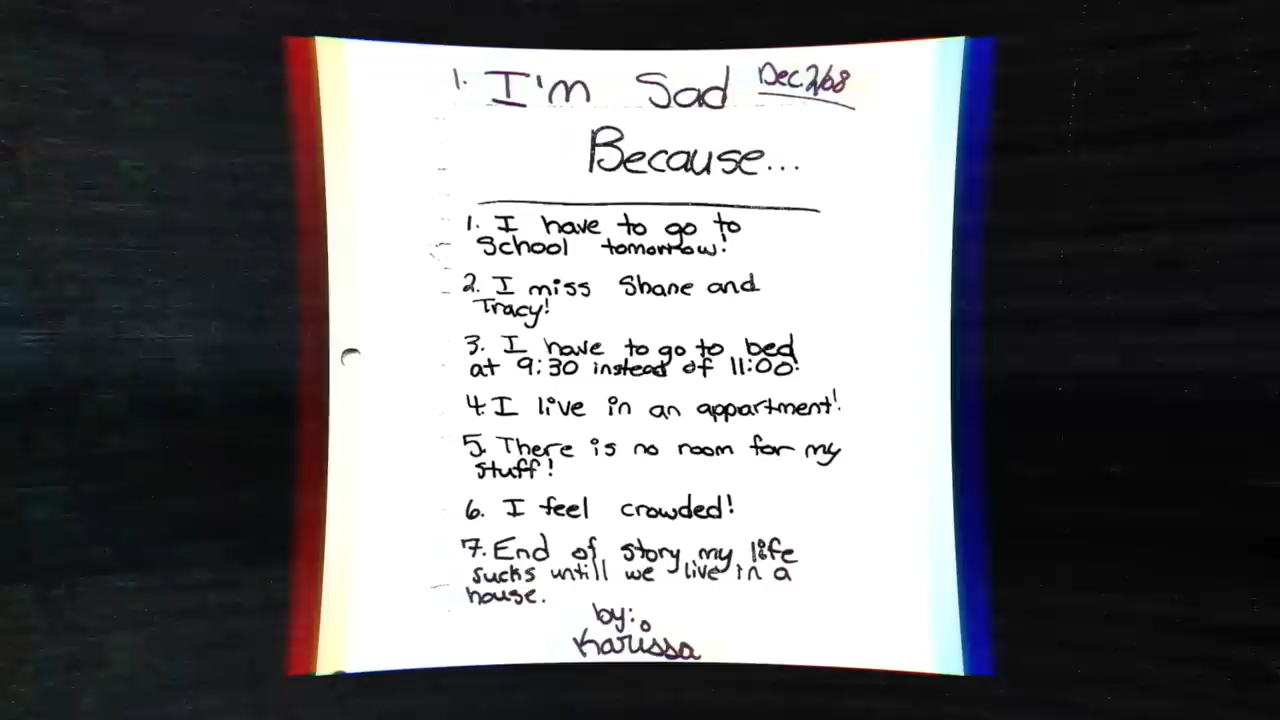 1. I'm Sad Dec 2/08
Because...
1. I have to go to
School tomorrow!
2. I miss Shane and
Tracy!
3. I have to go to bed
at 9:30 instead of 11:00!
4. I live in an appartment!
5. There is no room for my
stuff!
6. I feel crowded!
7. End of story my life
sucks untill we live in a
house.
by:
Karissa